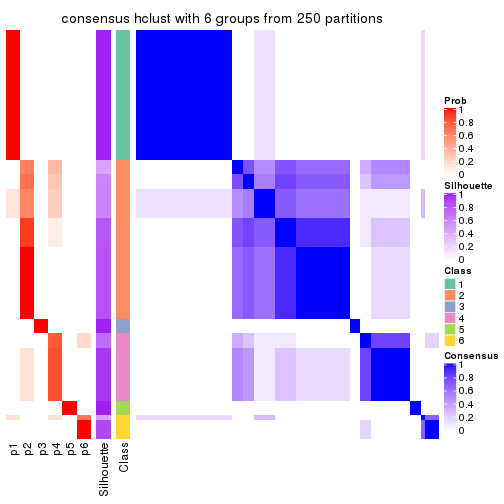 consensus hclust with 6 groups from 250 partitions
Prob
1
0.8
0.6
0.4
0.2
0
Silhouette
1
0.8
0.6
0.4
0.2
0
Class
1
2
3
4
5
6
Consensus
1
0.8
0.6
0.4
0.2
0
p1
p2
p3
p4
p5
p6
Silhouette
Class